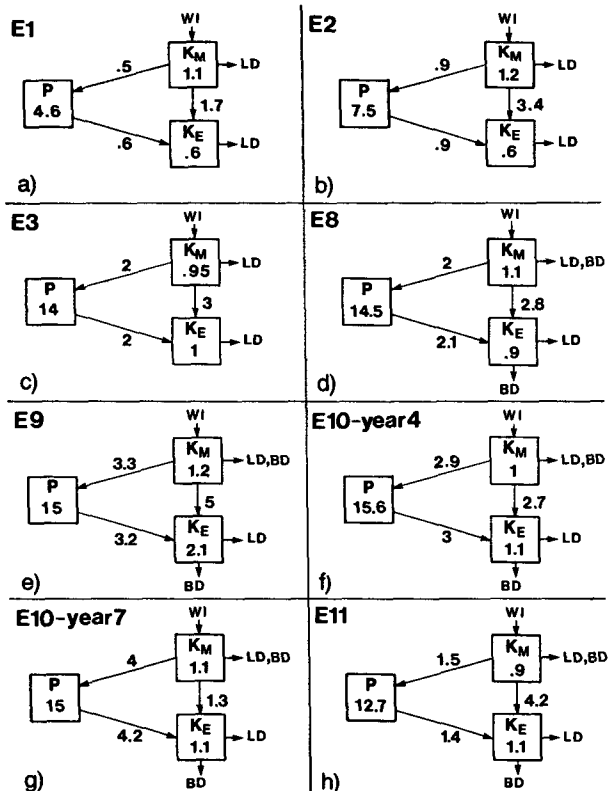 E1
WI
K_M
1.1
LD
.5
P
4.6
1.7
.6
K_E
.6
LD
a)
E2
WI
K_M
1.2
LD
.9
P
7.5
3.4
.9
K_E
.6
LD
b)
E3
WI
K_M
.95
LD
2
P
14
3
2
K_E
1
LD
c)
E8
WI
K_M
1.1
LD,BD
2
P
14.5
2.8
2.1
K_E
.9
LD
BD
d)
E9
WI
K_M
1.2
LD,BD
3.3
P
15
5
3.2
K_E
2.1
LD
BD
e)
E10-year4
WI
K_M
1
LD,BD
2.9
P
15.6
2.7
3
K_E
1.1
LD
BD
f)
E10-year7
WI
K_M
1.1
LD,BD
4
P
15
1.3
4.2
K_E
1.1
LD
BD
g)
E11
WI
K_M
.9
LD,BD
1.5
P
12.7
4.2
1.4
K_E
1.1
LD
BD
h)